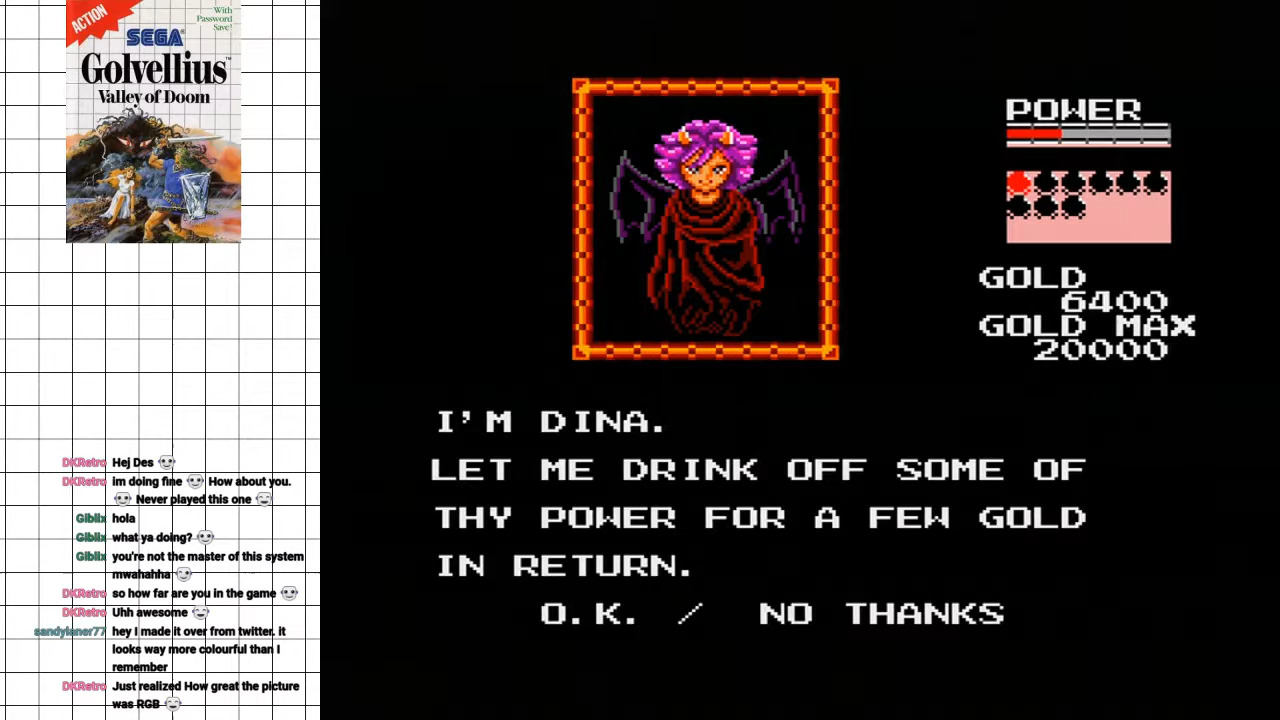 ACTION
With
Password
Save!
SEGA®
Golvellius™
Valley of Doom
DKRetro Hej Des
DKRetro im doing fine How about you.
Never played this one
Giblix hola
Giblix what ya doing?
Giblix you're not the master of this system
mwahahha
DKRetro so how far are you in the game
DKRetro Uhh awesome
sandylaner77 hey I made it over from twitter. it
looks way more colourful than I
remember
DKRetro Just realized How great the picture
was RGB
POWER
GOLD
6400
GOLD MAX
20000
I'M DINA.
LET ME DRINK OFF SOME OF
THY POWER FOR A FEW GOLD
IN RETURN.
O.K. / NO THANKS